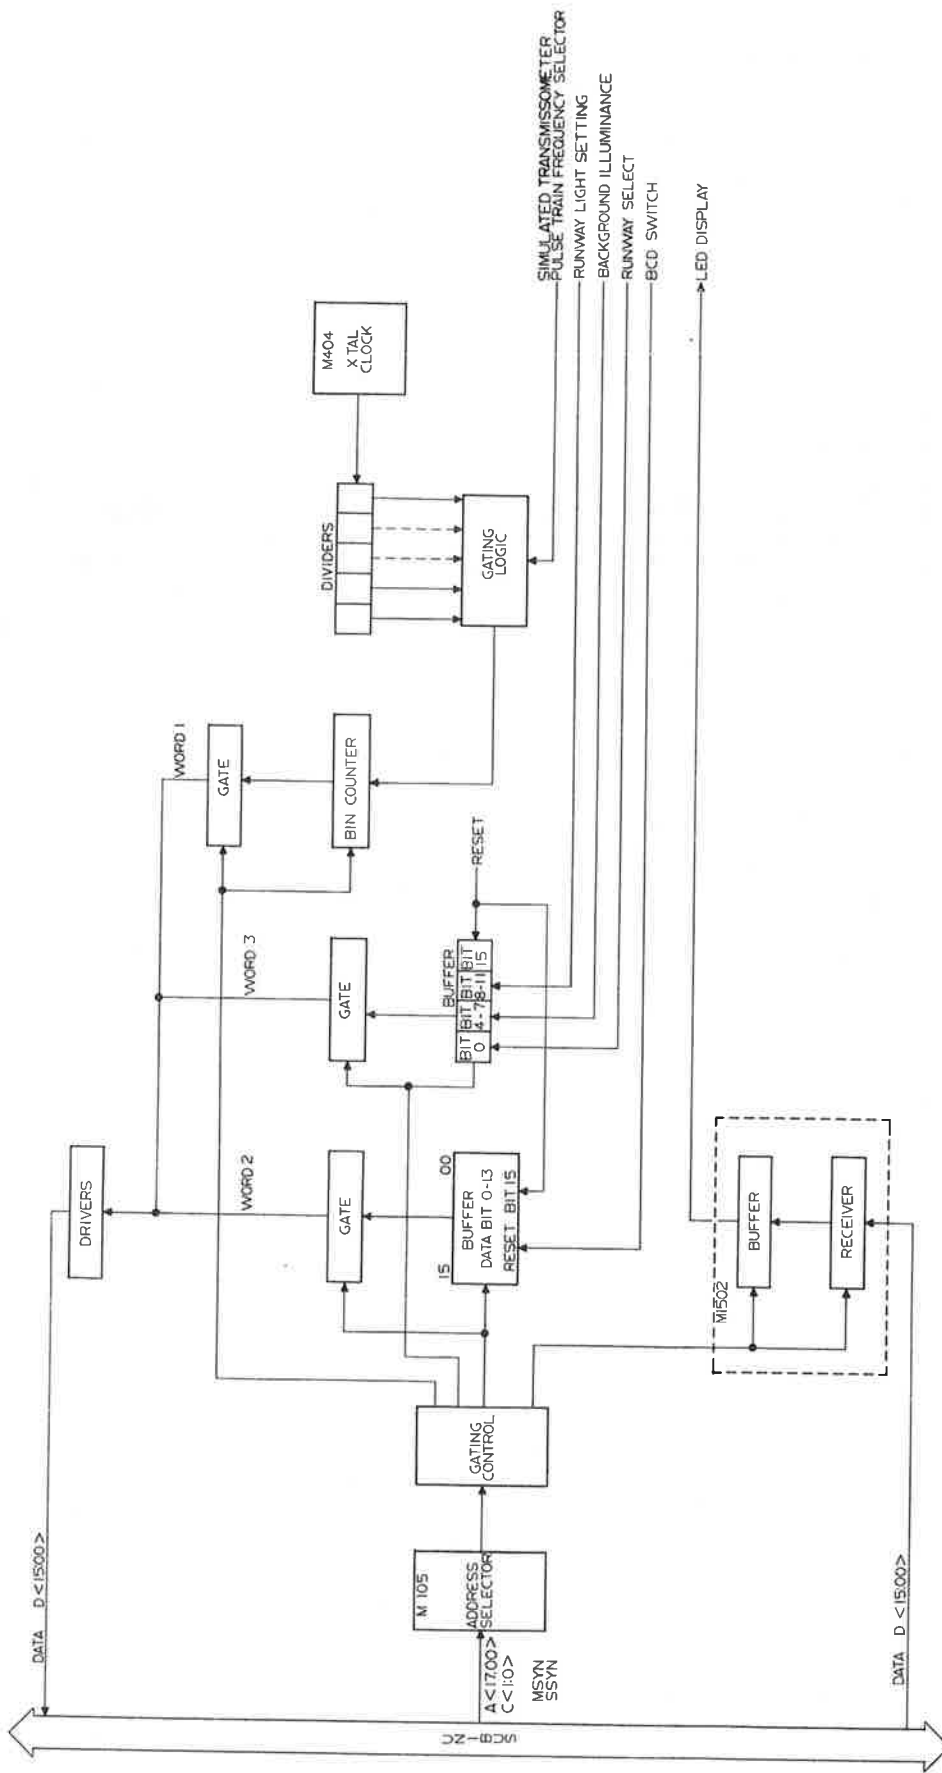 SIMULATED TRANSMISSOMETER
PULSE TRAIN FREQUENCY SELECTOR
RUNWAY LIGHT SETTING
BACKGROUND ILLUMINANCE
RUNWAY SELECT
BCD SWITCH
LED DISPLAY
M404
X TAL
CLOCK
DIVIDERS
GATING
LOGIC
WORD 1
GATE
BIN COUNTER
RESET
WORD 3
GATE
BUFFER
BIT
0
BIT
4-7
BIT
8-11
BIT
15
DRIVERS
WORD 2
GATE
15
00
BUFFER
DATA BIT 0-13
RESET BIT 15
M1502
BUFFER
RECEIVER
GATING
CONTROL
M 105
ADDRESS
SELECTOR
DATA D<15:00>
A<17:00>
C<1:0>
MSYN
SSYN
DATA D <15:00>
UNI-BUS